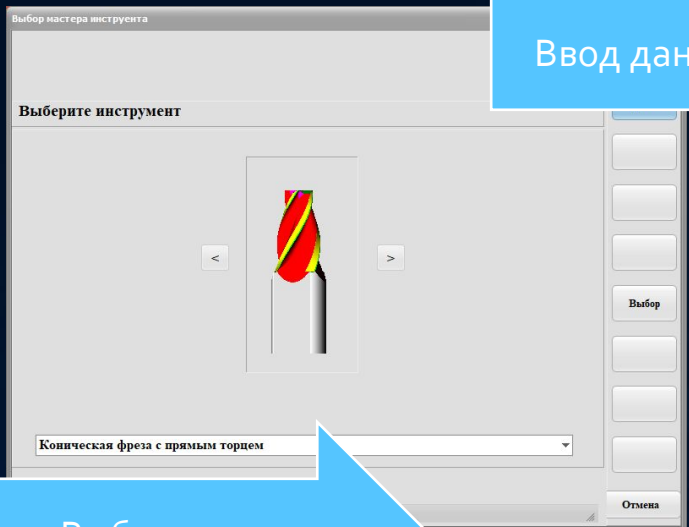 Выбор мастера инструента
Ввод дан
Выберите инструмент
<
>
Выбор
Коническая фреза с прямым торцем
Отмена